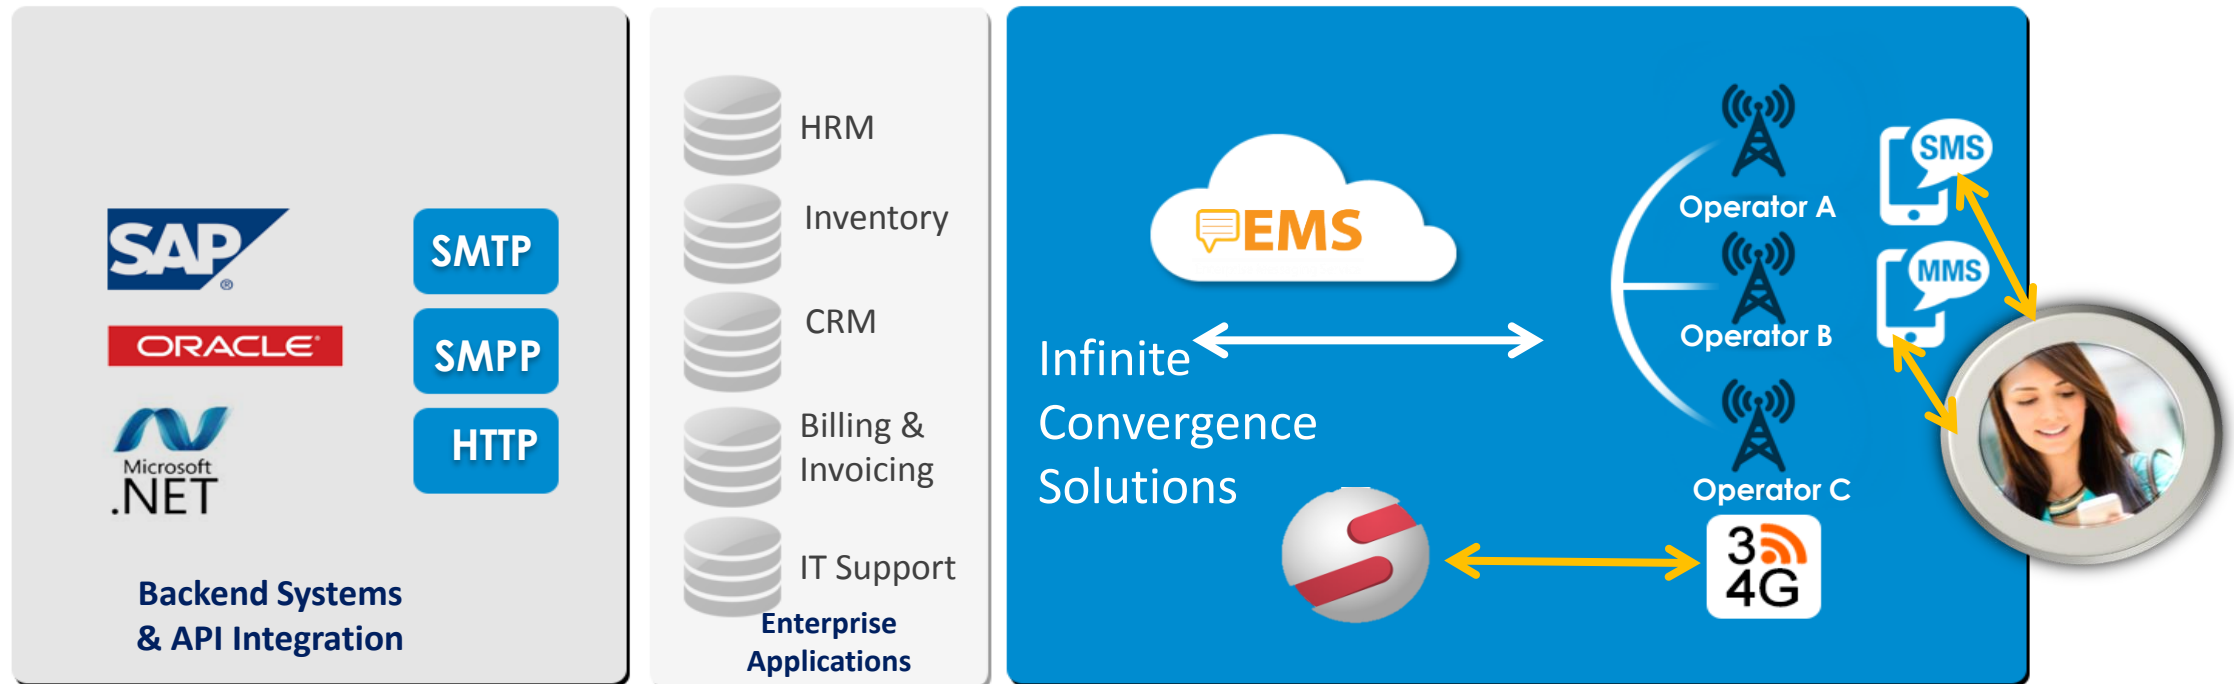 SAP
®
ORACLE®
Microsoft
.NET
SMTP
SMPP
HTTP
Backend Systems
& API Integration
HRM
Inventory
CRM
Billing &
Invoicing
IT Support
Enterprise
Applications
EMS
Infinite
Convergence
Solutions
Operator A
Operator B
Operator C
SMS
MMS
3
4G